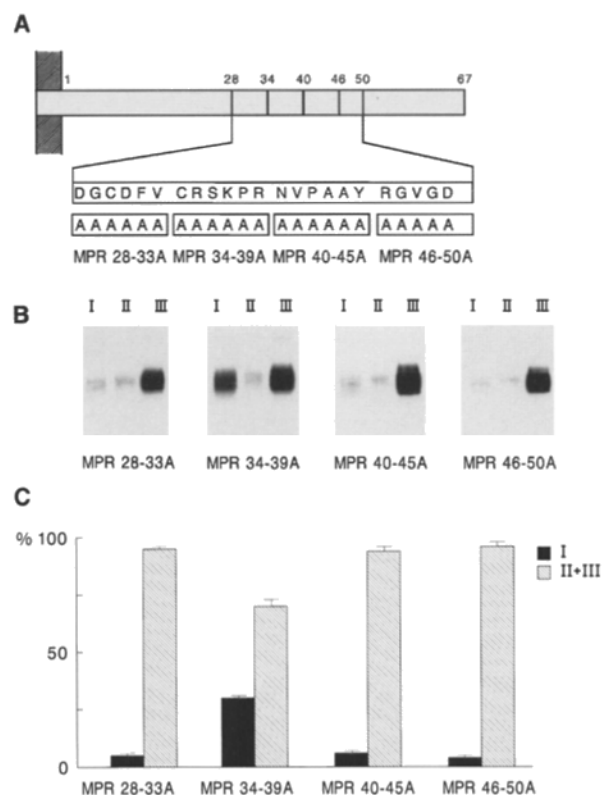 A
1 28 34 40 46 50 67
D G C D F V C R S K P R N V P A A Y R G V G D
A A A A A A A A A A A A A A A A A A A A A A A
MPR 28-33A MPR 34-39A MPR 40-45A MPR 46-50A
B
I II III I II III I II III I II III
MPR 28-33A MPR 34-39A MPR 40-45A MPR 46-50A
C
% 100
I
II+III
50
0
MPR 28-33A MPR 34-39A MPR 40-45A MPR 46-50A